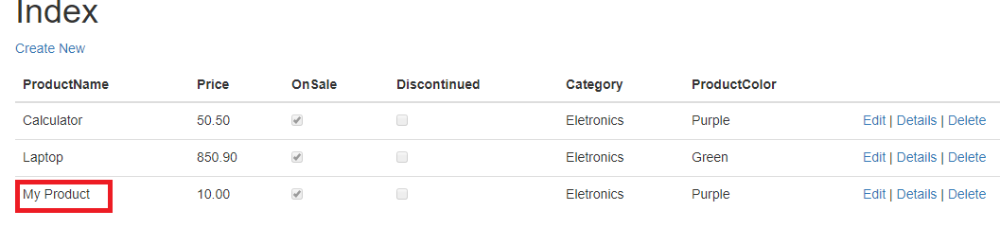 Index
Create New
ProductName Price OnSale Discontinued Category ProductColor
Calculator 50.50 Eletronics Purple Edit | Details | Delete
Laptop 850.90 Eletronics Green Edit | Details | Delete
My Product 10.00 Eletronics Purple Edit | Details | Delete